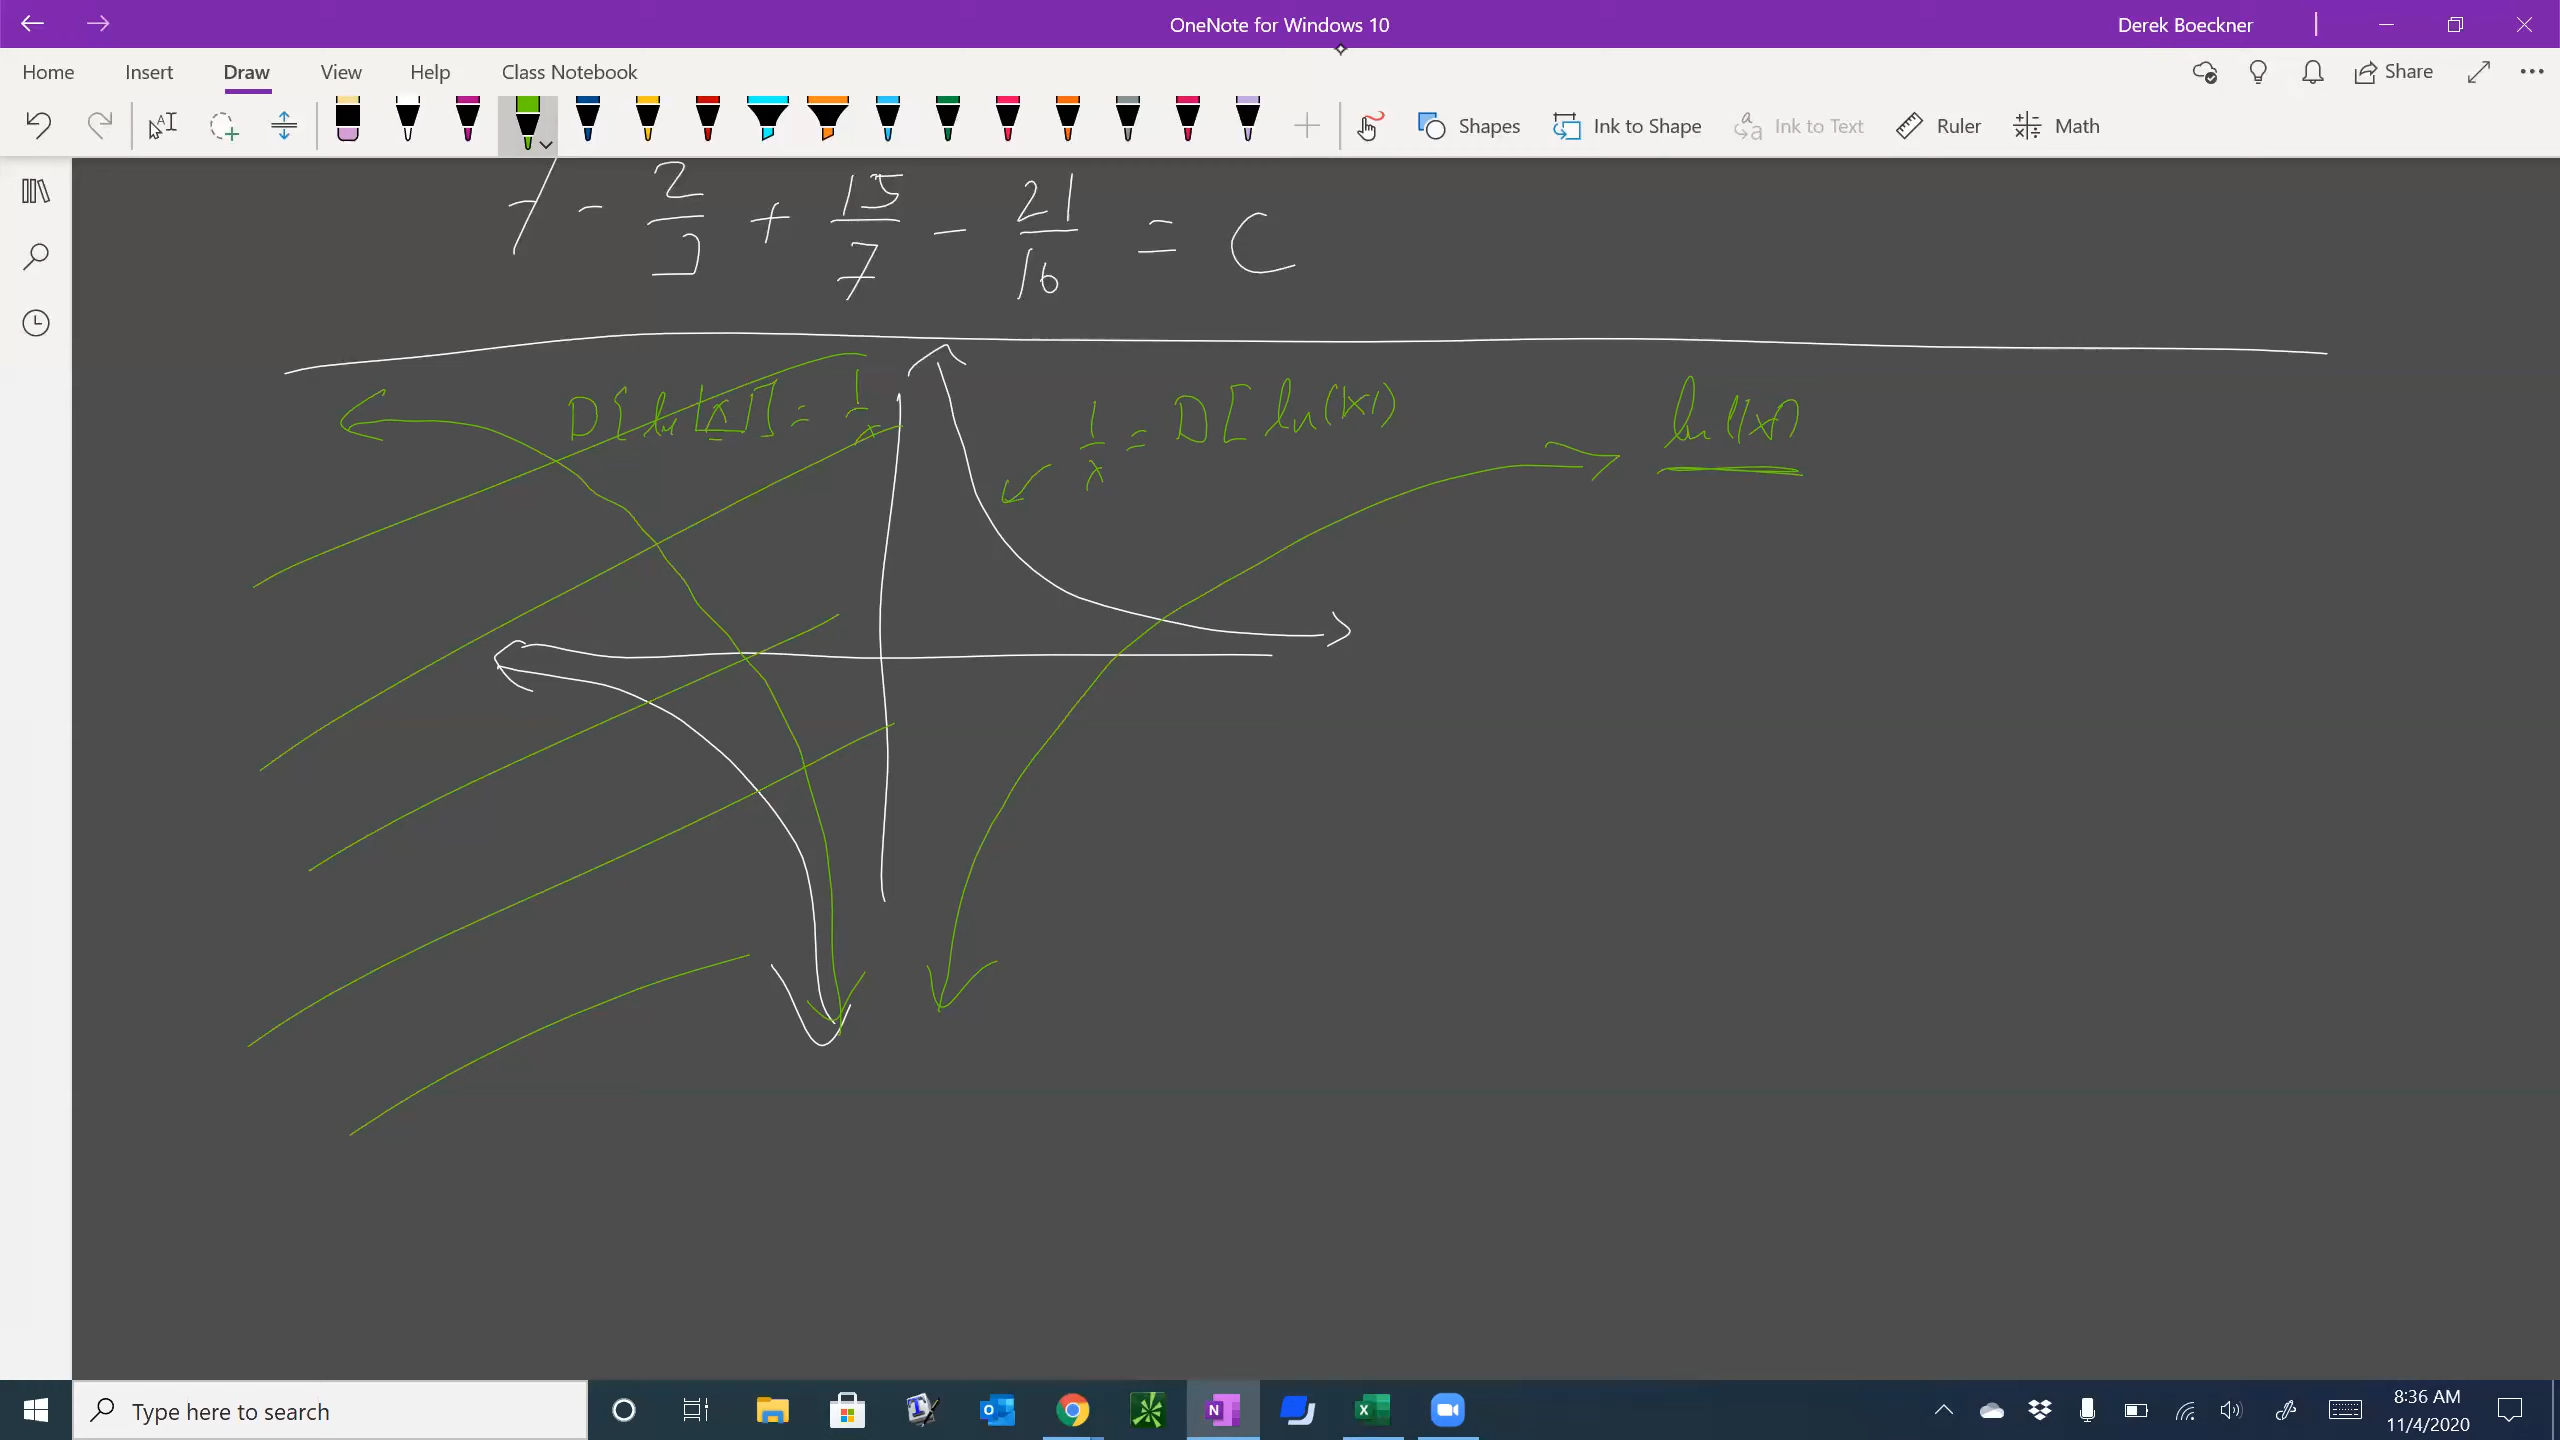 OneNote for Windows 10
Derek Boeckner
Home Insert Draw View Help Class Notebook
Share
Shapes Ink to Shape Ink to Text Ruler Math
7 - 2/3 + 15/7 - 21/16 = C
D[ln|x|] = 1/x
1/x = D[ln(|x|)
ln(|x|)
Type here to search
8:36 AM
11/4/2020